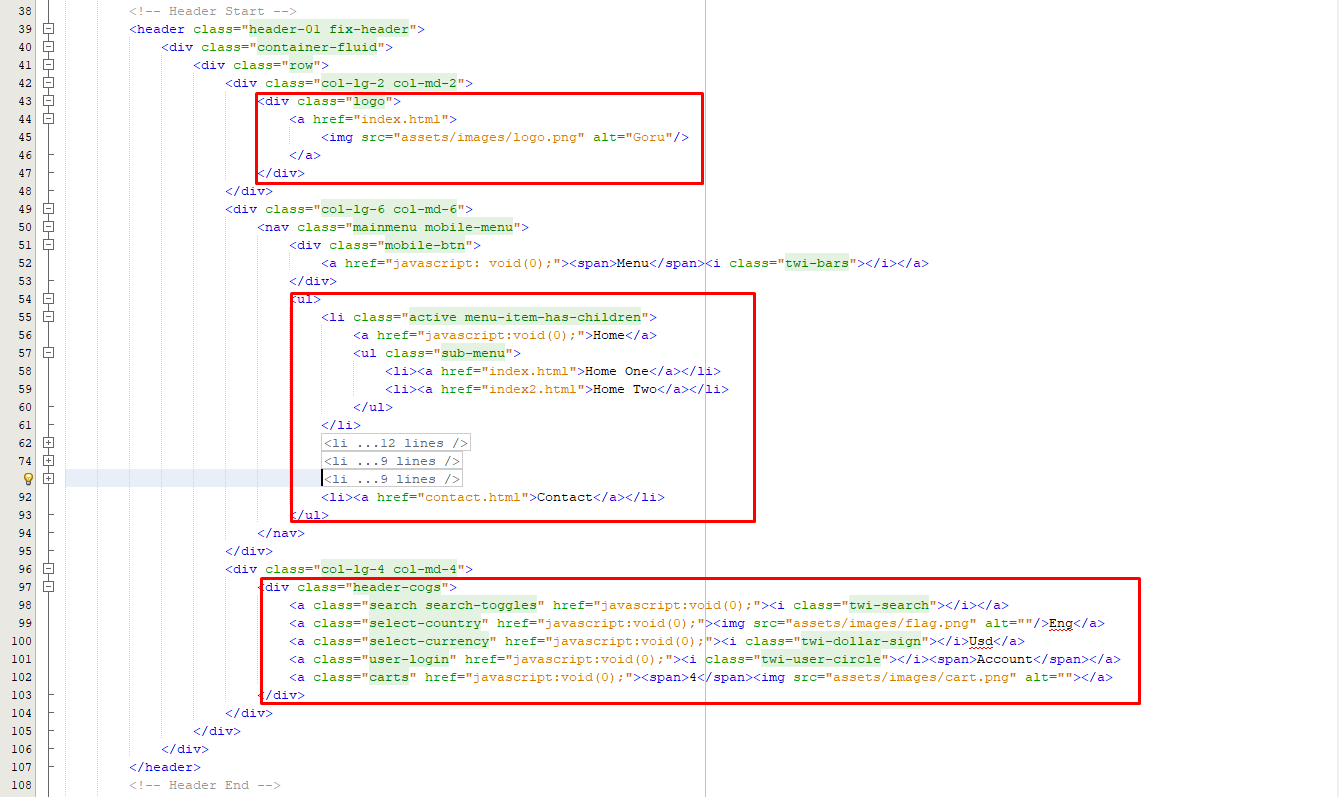 38 <!-- Header Start -->
39 <header class="header-01 fix-header">
40 <div class="container-fluid">
41 <div class="row">
42 <div class="col-lg-2 col-md-2">
43 <div class="logo">
44 <a href="index.html">
45 <img src="assets/images/logo.png" alt="Goru"/>
46 </a>
47 </div>
48 </div>
49 <div class="col-lg-6 col-md-6">
50 <nav class="mainmenu mobile-menu">
51 <div class="mobile-btn">
52 <a href="javascript: void(0);"><span>Menu</span><i class="twi-bars"></i></a>
53 </div>
54 <ul>
55 <li class="active menu-item-has-children">
56 <a href="javascript:void(0);">Home</a>
57 <ul class="sub-menu">
58 <li><a href="index.html">Home One</a></li>
59 <li><a href="index2.html">Home Two</a></li>
60 </ul>
61 </li>
62 <li ...12 lines />
74 <li ...9 lines />
<li ...9 lines />
92 <li><a href="contact.html">Contact</a></li>
93 </ul>
94 </nav>
95 </div>
96 <div class="col-lg-4 col-md-4">
97 <div class="header-cogs">
98 <a class="search search-toggles" href="javascript:void(0);"><i class="twi-search"></i></a>
99 <a class="select-country" href="javascript:void(0);"><img src="assets/images/flag.png" alt=""/>Eng</a>
100 <a class="select-currency" href="javascript:void(0);"><i class="twi-dollar-sign"></i>Usd</a>
101 <a class="user-login" href="javascript:void(0);"><i class="twi-user-circle"></i><span>Account</span></a>
102 <a class="carts" href="javascript:void(0);"><span>4</span><img src="assets/images/cart.png" alt=""></a>
103 </div>
104 </div>
105 </div>
106 </div>
107 </header>
108 <!-- Header End -->